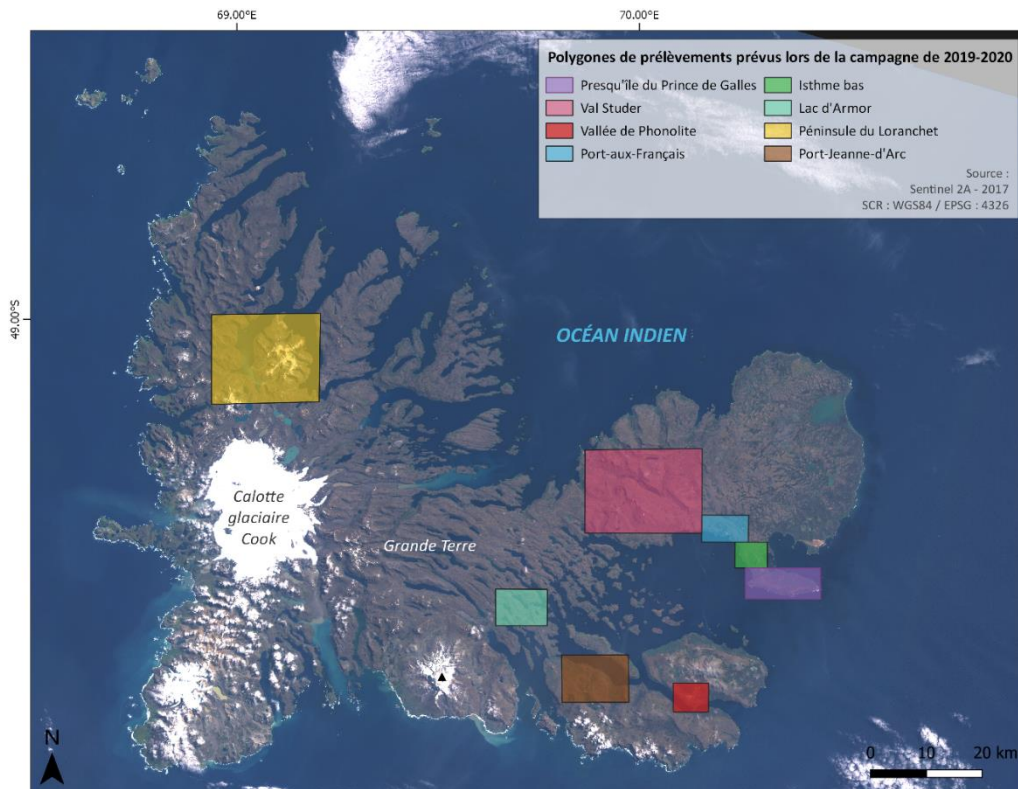 69.00°E
70.00°E
49.00°S
Polygones de prélèvements prévus lors de la campagne de 2019-2020
Presqu'île du Prince de Galles
Isthme bas
Val Studer
Lac d'Armor
Vallée de Phonolite
Péninsule du Loranchet
Port-aux-Français
Port-Jeanne-d'Arc
Source :
Sentinel 2A - 2017
SCR : WGS84 / EPSG : 4326
OCÉAN INDIEN
Calotte
glaciaire
Cook
Grande Terre
N
0 10 20 km